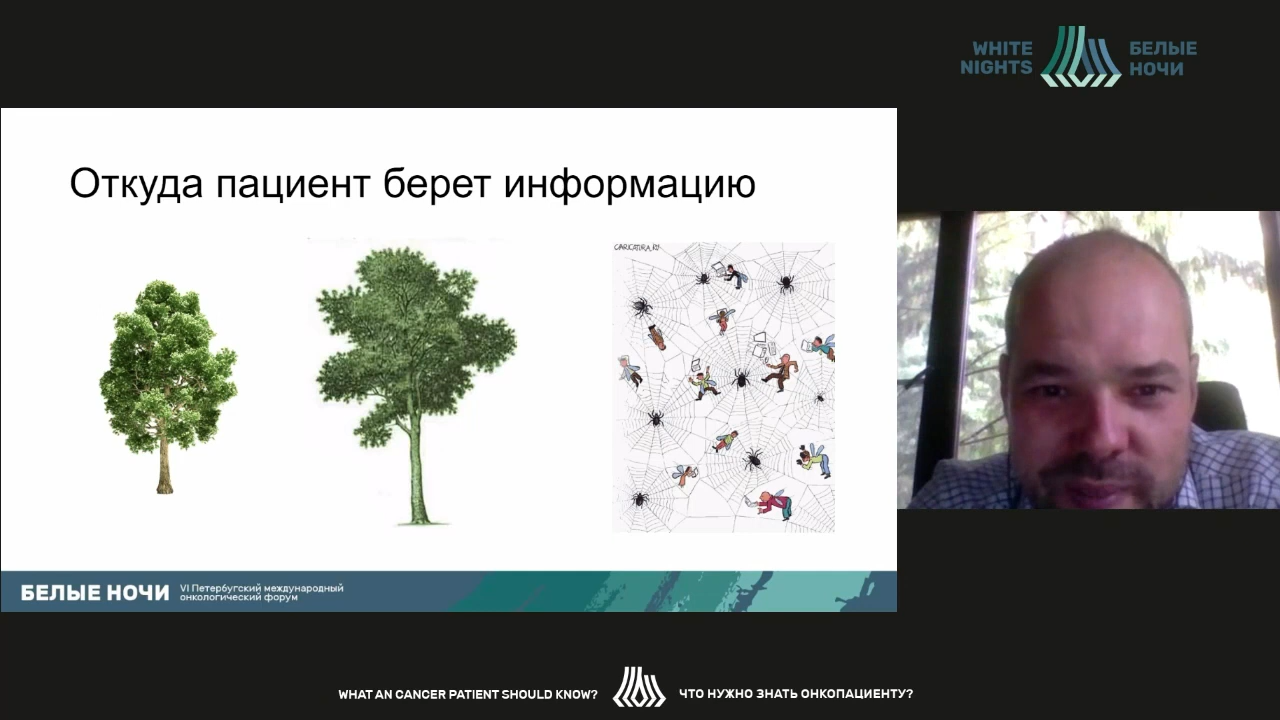 WHITE
NIGHTS
БЕЛЫЕ
НОЧИ
Откуда пациент берет информацию
CARICATURA.RU
БЕЛЫЕ НОЧИ
VI Петербугский международный
онкологический форум
WHAT AN CANCER PATIENT SHOULD KNOW?
ЧТО НУЖНО ЗНАТЬ ОНКОПАЦИЕНТУ?